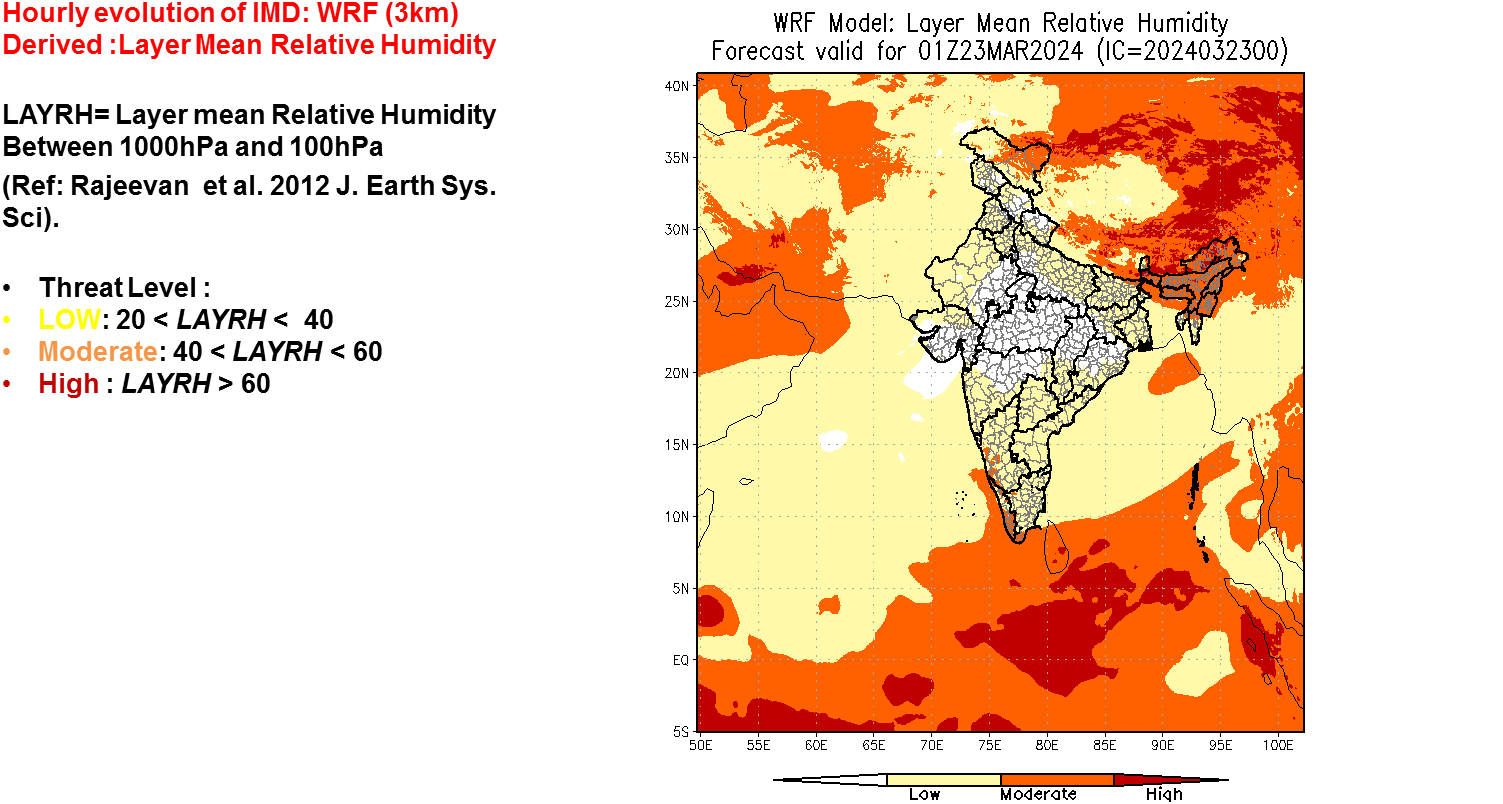 Hourly evolution of IMD: WRF (3km)
Derived :Layer Mean Relative Humidity
LAYRH= Layer mean Relative Humidity
Between 1000hPa and 100hPa
(Ref: Rajeevan et al. 2012 J. Earth Sys.
Sci).
• Threat Level :
• LOW: 20 < LAYRH < 40
• Moderate: 40 < LAYRH < 60
• High : LAYRH > 60
WRF Model: Layer Mean Relative Humidity
Forecast valid for 01Z23MAR2024 (IC=2024032300)
40N
35N
30N
25N
20N
15N
10N
5N
EQ
5S
50E 55E 60E 65E 70E 75E 80E 85E 90E 95E 100E
Low Moderate High